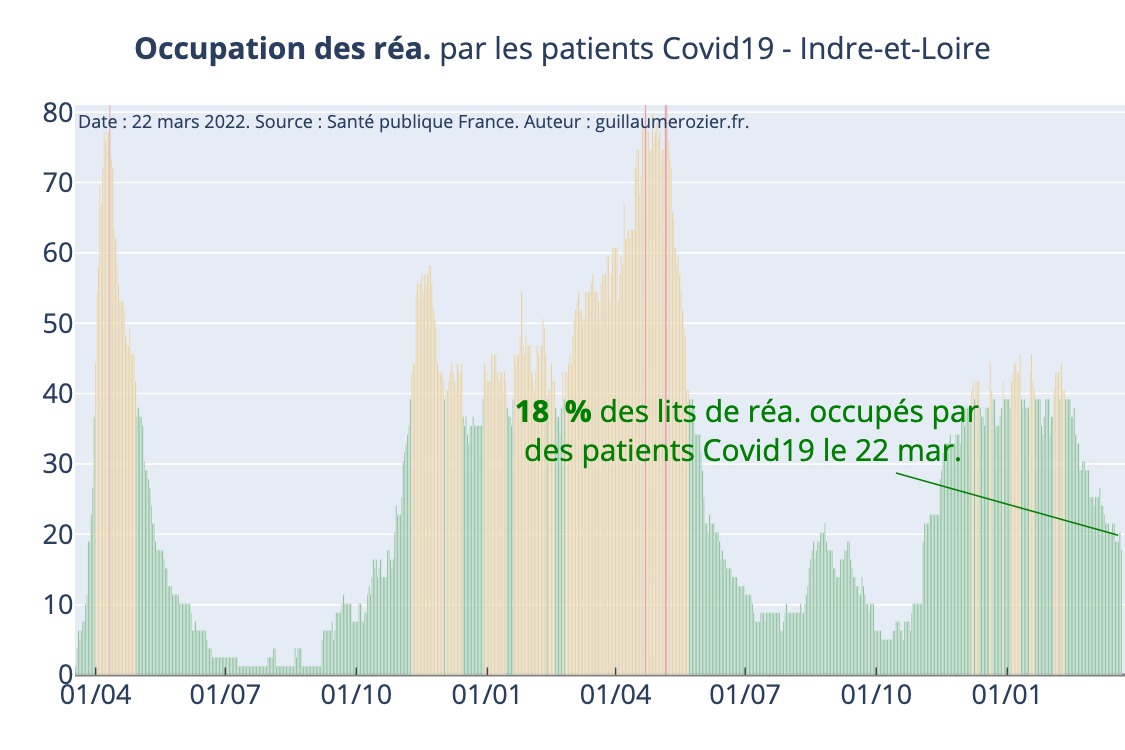 Occupation des réa. par les patients Covid19 - Indre-et-Loire
80
Date : 22 mars 2022. Source : Santé publique France. Auteur : guillaumerozier.fr.
70
60
50
40
18 % des lits de réa. occupés par
des patients Covid19 le 22 mar.
30
20
10
0
01/04 01/07 01/10 01/01 01/04 01/07 01/10 01/01